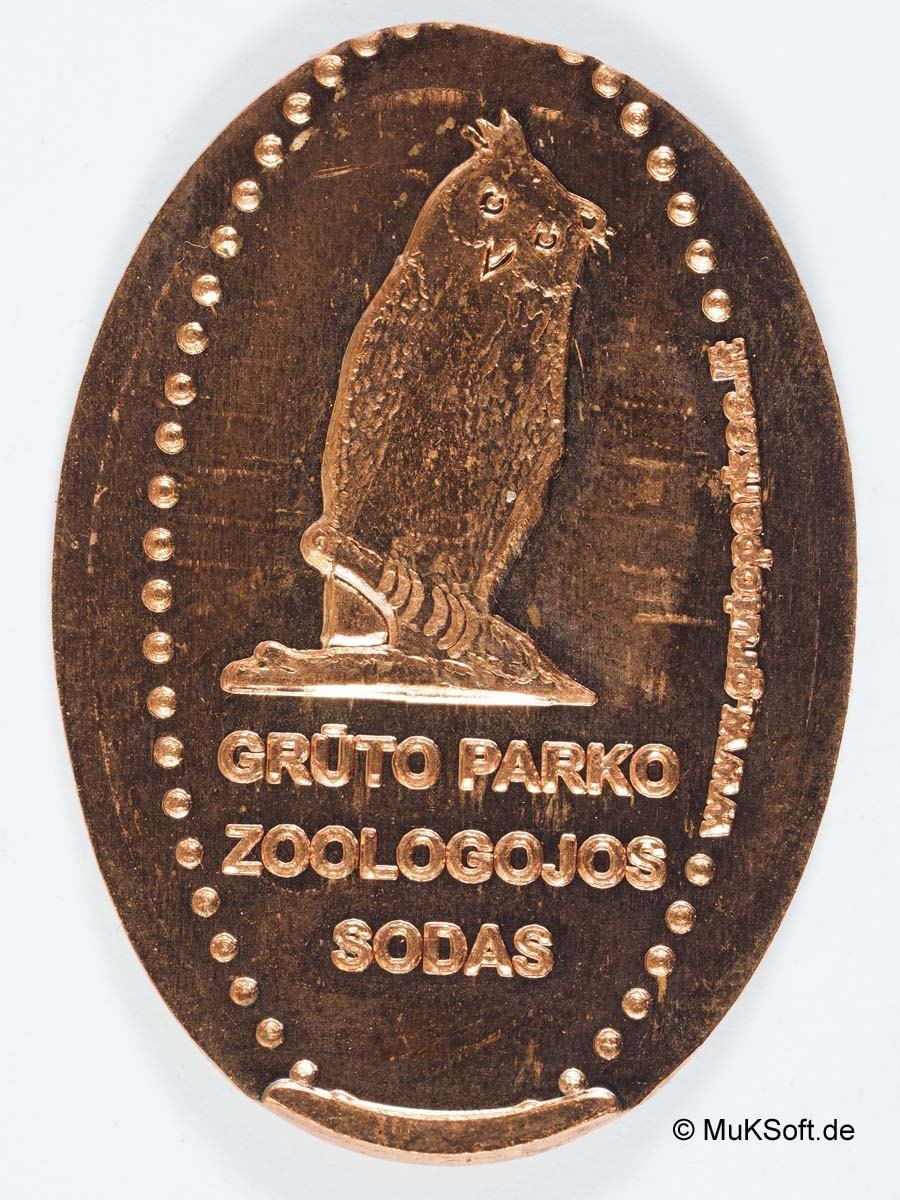 GRŪTO PARKO
ZOOLOGOJOS
SODAS
www.grutoparkas.lt
© MuKSoft.de